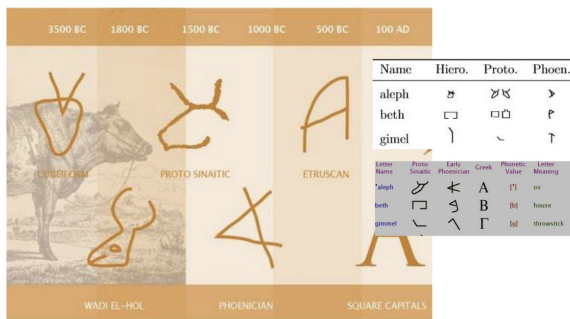 3500 BC 1800 BC 1500 BC 1000 BC 500 BC 100 AD
CUNEIFORM PROTO SINAITIC ETRUSCAN
WADI EL-HOL PHOENICIAN SQUARE CAPITALS
Name Hiero. Proto. Phoen.
aleph
beth
gimel
Letter Name Proto-Sinaitic Early Phoenician Greek Phonetic Value Letter Meaning
'aleph 𐤀 Α ['] ox
beth Β [b] house
gimmel Γ [g] throwstick